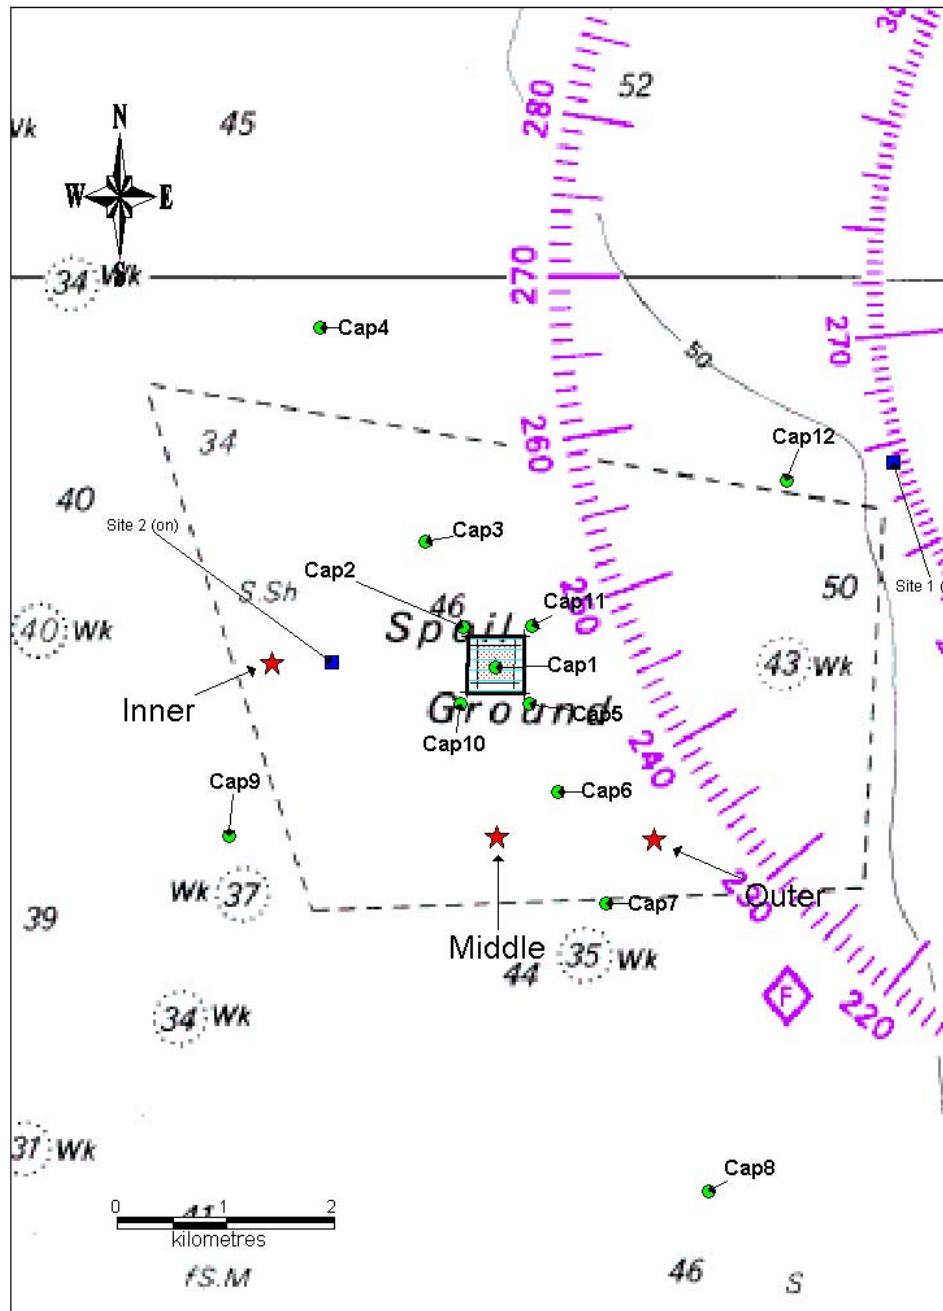 52
280
45
N
W E
S
34 Wk
270
Cap4
270
50
34
260
Cap12
40
Site 2 (on)
Cap3
Cap2
S.Sh
46
Cap11
50
Site 1 (
40 Wk
Spoil
Cap1
43 Wk
Inner
Ground
Cap5
Cap10
240
Cap9
Cap6
Wk 37
230
Outer
39
Cap7
Middle
44
35 Wk
F
34 Wk
220
31 Wk
Cap8
0 1 2
41
kilometres
fS.M
46
S